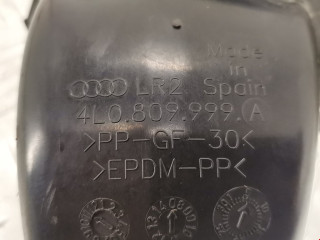 Made
in
LR2 Spain
4L0.809.999.A
>PP-GF-30<
>EPDM-PP<